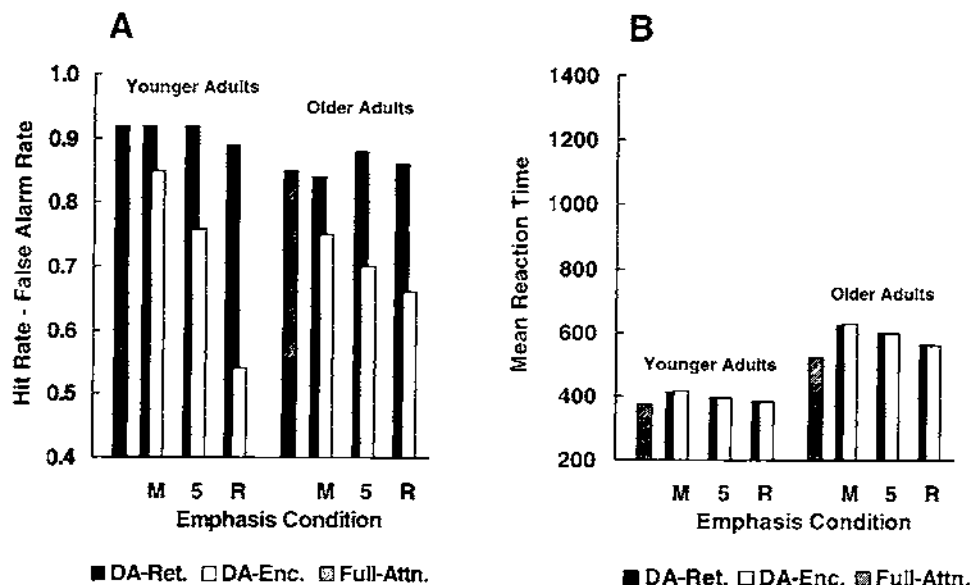 A
Hit Rate - False Alarm Rate
1.0
0.9
0.8
0.7
0.6
0.5
0.4
Younger Adults
Older Adults
M 5 R M 5 R
Emphasis Condition
DA-Ret. DA-Enc. Full-Attn.
B
Mean Reaction Time
1400
1200
1000
800
600
400
200
Younger Adults
Older Adults
M 5 R M 5 R
Emphasis Condition
DA-Ret. DA-Enc. Full-Attn.